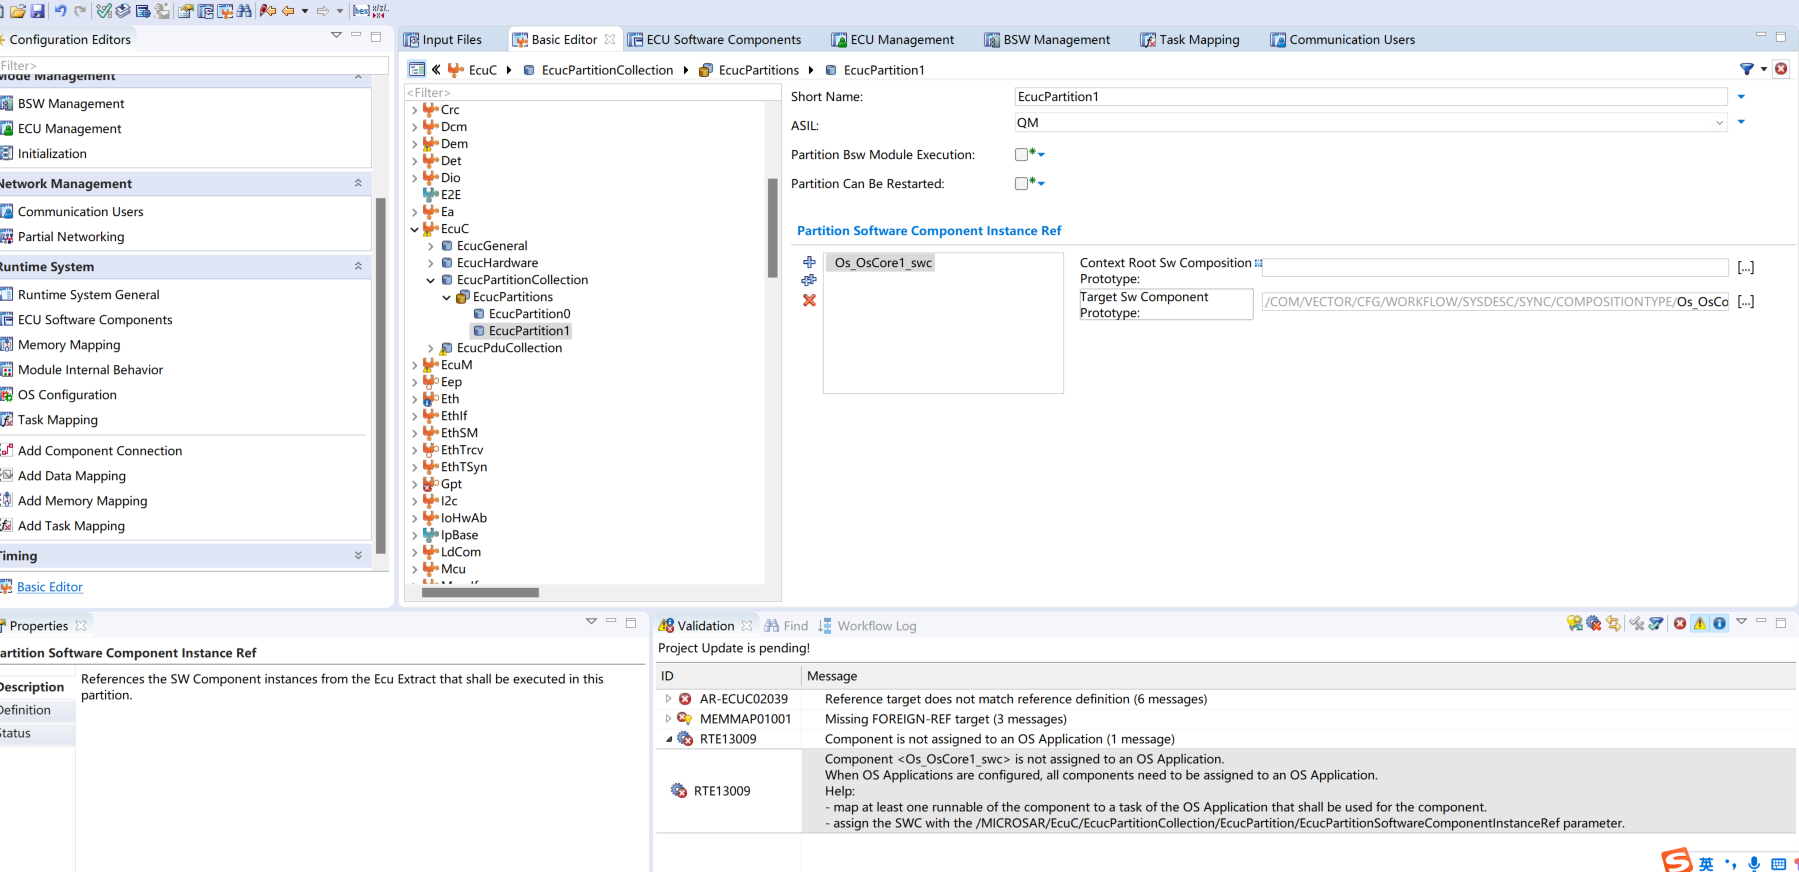 Configuration Editors
<Filter>
Mode Management
BSW Management
ECU Management
Initialization
Network Management
Communication Users
Partial Networking
Runtime System
Runtime System General
ECU Software Components
Memory Mapping
Module Internal Behavior
OS Configuration
Task Mapping
Add Component Connection
Add Data Mapping
Add Memory Mapping
Add Task Mapping
Timing
Basic Editor
Input Files
Basic Editor
ECU Software Components
ECU Management
BSW Management
Task Mapping
Communication Users
EcuC
EcucPartitionCollection
EcucPartitions
EcucPartition1
<Filter>
Crc
Dcm
Dem
Det
Dio
E2E
Ea
EcuC
EcucGeneral
EcucHardware
EcucPartitionCollection
EcucPartitions
EcucPartition0
EcucPartition1
EcucPduCollection
EcuM
Eep
Eth
EthIf
EthSM
EthTrcv
EthTSyn
Gpt
I2c
IoHwAb
IpBase
LdCom
Mcu
Short Name:
EcucPartition1
ASIL:
QM
Partition Bsw Module Execution:
Partition Can Be Restarted:
Partition Software Component Instance Ref
Os_OsCore1_swc
Context Root Sw Composition
Prototype:
[...]
Target Sw Component
Prototype:
/COM/VECTOR/CFG/WORKFLOW/SYSDESC/SYNC/COMPOSITIONTYPE/Os_OsCo
[...]
Properties
artition Software Component Instance Ref
Description
Definition
Status
References the SW Component instances from the Ecu Extract that shall be executed in this
partition.
Validation
Find
Workflow Log
Project Update is pending!
ID
Message
AR-ECUC02039
Reference target does not match reference definition (6 messages)
MEMMAP01001
Missing FOREIGN-REF target (3 messages)
RTE13009
Component is not assigned to an OS Application (1 message)
RTE13009
Component <Os_OsCore1_swc> is not assigned to an OS Application.
When OS Applications are configured, all components need to be assigned to an OS Application.
Help:
- map at least one runnable of the component to a task of the OS Application that shall be used for the component.
- assign the SWC with the /MICROSAR/EcuC/EcucPartitionCollection/EcucPartition/EcucPartitionSoftwareComponentInstanceRef parameter.
英